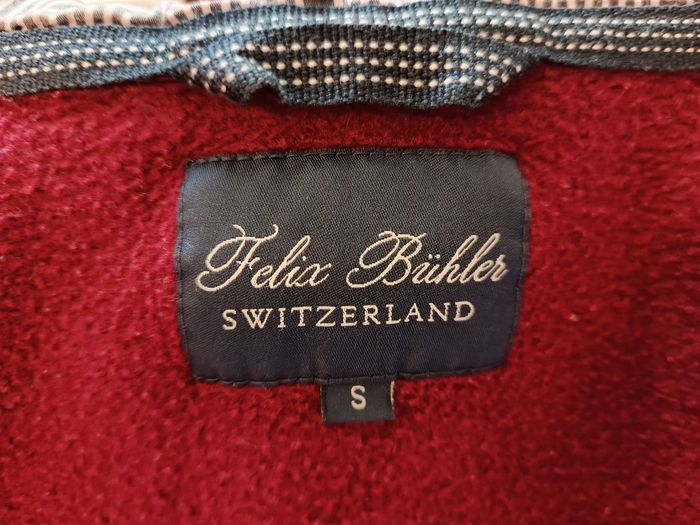 Felix Bühler
SWITZERLAND
S